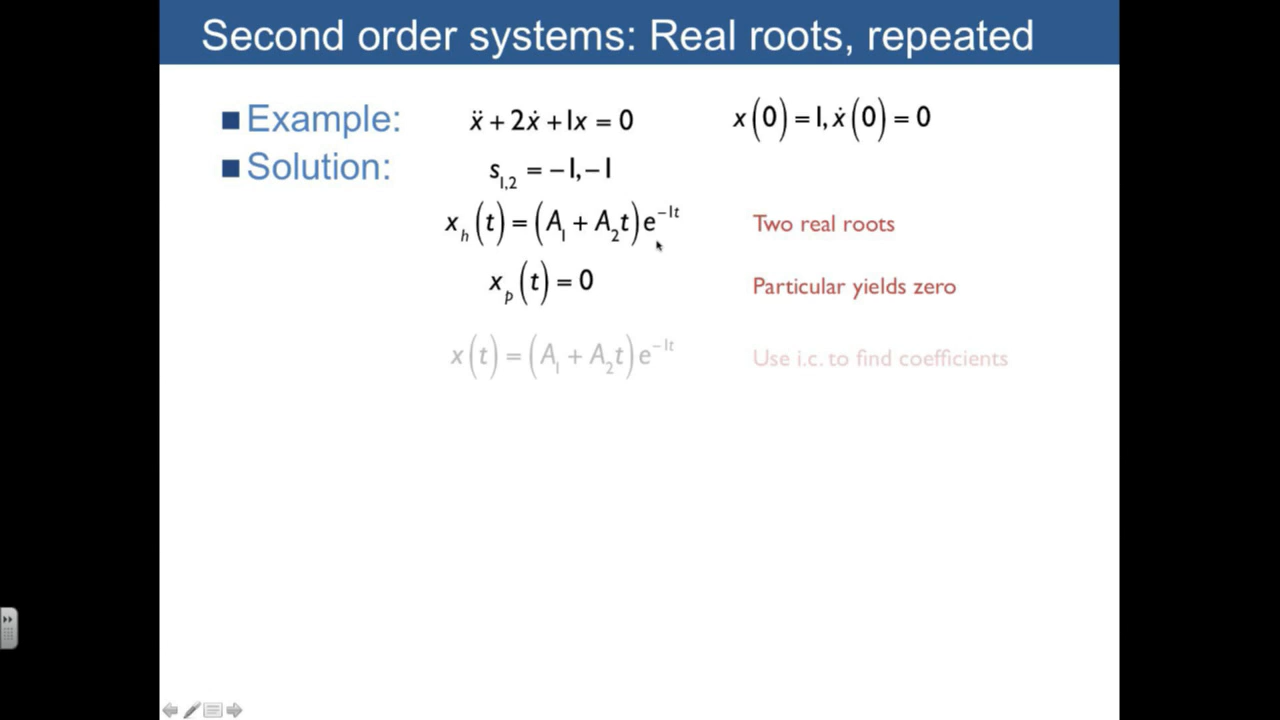 Second order systems: Real roots, repeated
■ Example: ẍ + 2ẋ + 1x = 0 x(0) = 1, ẋ(0) = 0
■ Solution: s₁,₂ = −1, −1
xₕ(t) = (A₁ + A₂t)e⁻¹ᵗ Two real roots
xₚ(t) = 0 Particular yields zero
x(t) = (A₁ + A₂t)e⁻¹ᵗ Use i.c. to find coefficients